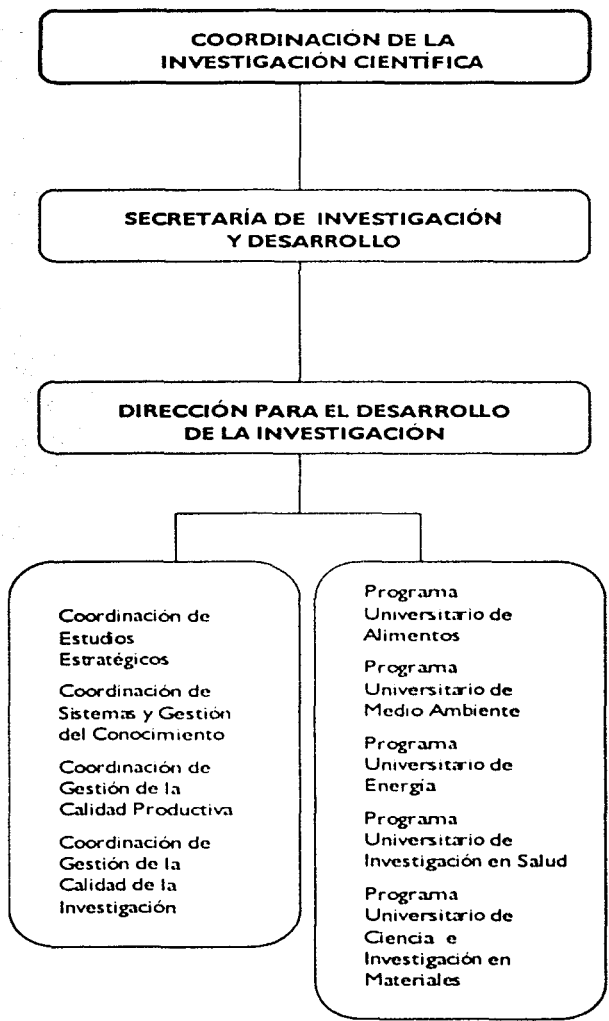 COORDINACIÓN DE LA
INVESTIGACIÓN CIENTÍFICA
SECRETARÍA DE INVESTIGACIÓN
Y DESARROLLO
DIRECCIÓN PARA EL DESARROLLO
DE LA INVESTIGACIÓN
Coordinación de
Estudios
Estratégicos
Coordinación de
Sistemas y Gestión
del Conocimiento
Coordinación de
Gestión de la
Calidad Productiva
Coordinación de
Gestión de la
Calidad de la
Investigación
Programa
Universitario de
Alimentos
Programa
Universitario de
Medio Ambiente
Programa
Universitario de
Energía
Programa
Universitario de
Investigación en Salud
Programa
Universitario de
Ciencia e
Investigación en
Materiales